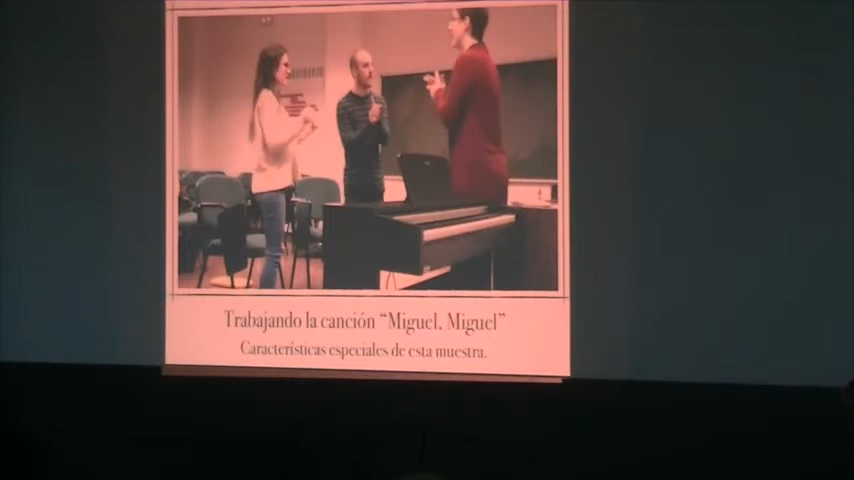 Trabajando la canción “Miguel, Miguel”
Características especiales de esta muestra.